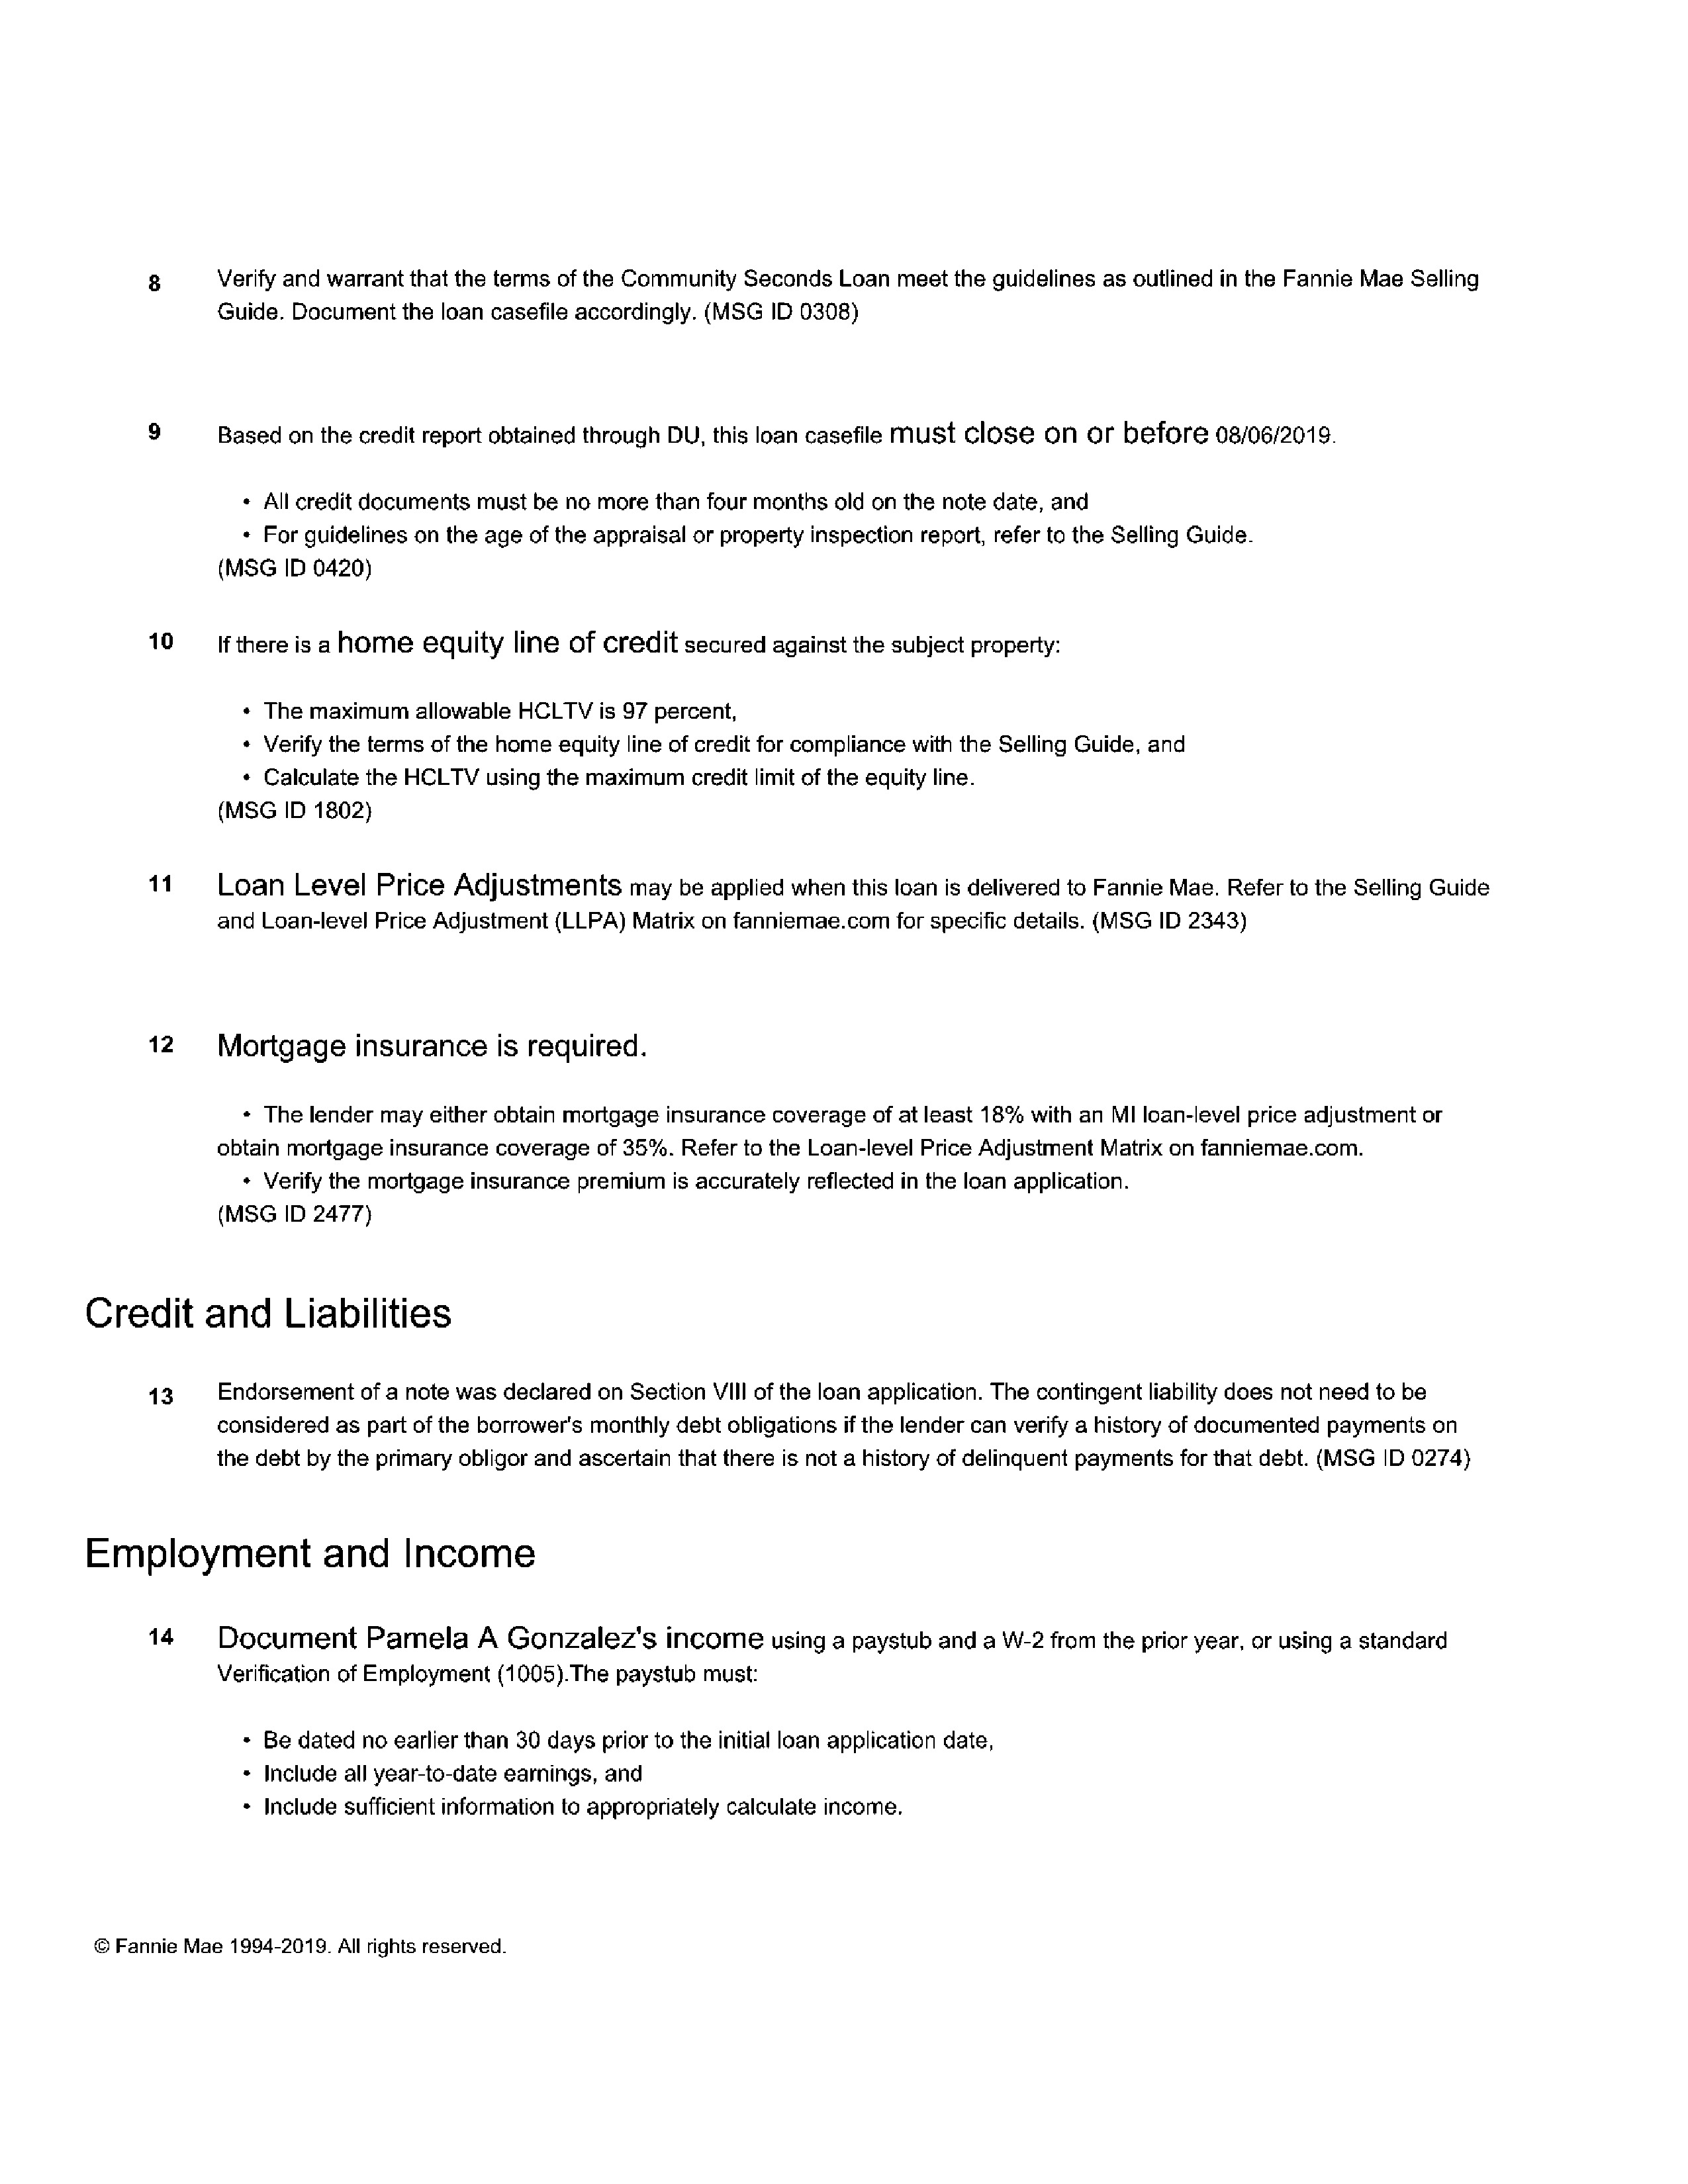 8 Verify and warrant that the terms of the Community Seconds Loan meet the guidelines as outlined in the Fannie Mae Selling
Guide. Document the loan casefile accordingly. (MSG ID 0308)
9 Based on the credit report obtained through DU, this loan casefile must close on or before 08/06/2019.
• All credit documents must be no more than four months old on the note date, and
• For guidelines on the age of the appraisal or property inspection report, refer to the Selling Guide.
(MSG ID 0420)
10 If there is a home equity line of credit secured against the subject property:
• The maximum allowable HCLTV is 97 percent,
• Verify the terms of the home equity line of credit for compliance with the Selling Guide, and
• Calculate the HCLTV using the maximum credit limit of the equity line.
(MSG ID 1802)
11 Loan Level Price Adjustments may be applied when this loan is delivered to Fannie Mae. Refer to the Selling Guide
and Loan-level Price Adjustment (LLPA) Matrix on fanniemae.com for specific details. (MSG ID 2343)
12 Mortgage insurance is required.
• The lender may either obtain mortgage insurance coverage of at least 18% with an MI loan-level price adjustment or
obtain mortgage insurance coverage of 35%. Refer to the Loan-level Price Adjustment Matrix on fanniemae.com.
• Verify the mortgage insurance premium is accurately reflected in the loan application.
(MSG ID 2477)
Credit and Liabilities
13 Endorsement of a note was declared on Section VIII of the loan application. The contingent liability does not need to be
considered as part of the borrower's monthly debt obligations if the lender can verify a history of documented payments on
the debt by the primary obligor and ascertain that there is not a history of delinquent payments for that debt. (MSG ID 0274)
Employment and Income
14 Document Pamela A Gonzalez's income using a paystub and a W-2 from the prior year, or using a standard
Verification of Employment (1005).The paystub must:
• Be dated no earlier than 30 days prior to the initial loan application date,
• Include all year-to-date earnings, and
• Include sufficient information to appropriately calculate income.
© Fannie Mae 1994-2019. All rights reserved.